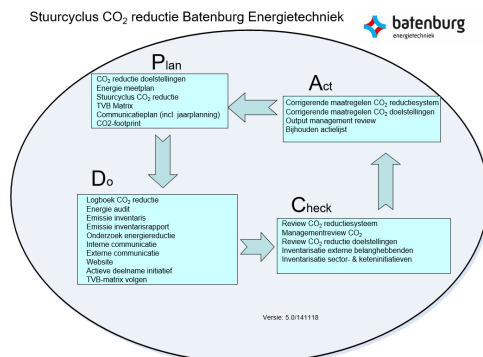 Stuurcyclus CO₂ reductie Batenburg Energietechniek
batenburg
energietechniek
Plan
CO₂ reductie doelstellingen
Energie meetplan
Stuurcyclus CO₂ reductie
TVB Matrix
Communicatieplan (incl. jaarplanning)
CO2-footprint
Act
Corrigerende maatregelen CO₂ reductiesystem
Corrigerende maatregelen CO₂ doelstellingen
Output management review
Bijhouden actielijst
Do
Logboek CO₂ reductie
Energie audit
Emissie inventaris
Emissie inventarisrapport
Onderzoek energiereductie
Interne communicatie
Externe communicatie
Website
Actieve deelname initiatief
TVB-matrix volgen
Check
Review CO₂ reductiesysteem
Managementreview CO₂
Review CO₂ reductie doelstellingen
Inventarisatie externe belanghebbenden
Inventarisatie sector- & keteninitiatieven
Versie: 5.0/141118